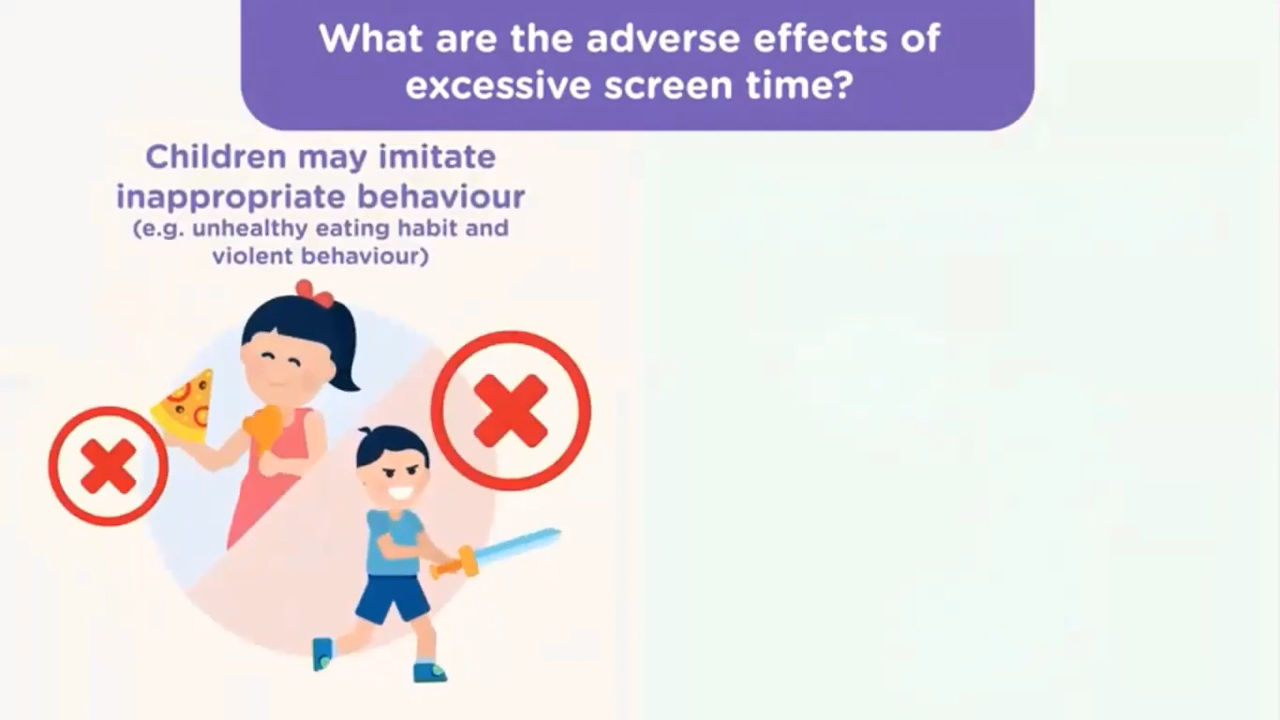 What are the adverse effects of
excessive screen time?
Children may imitate
inappropriate behaviour
(e.g. unhealthy eating habit and
violent behaviour)